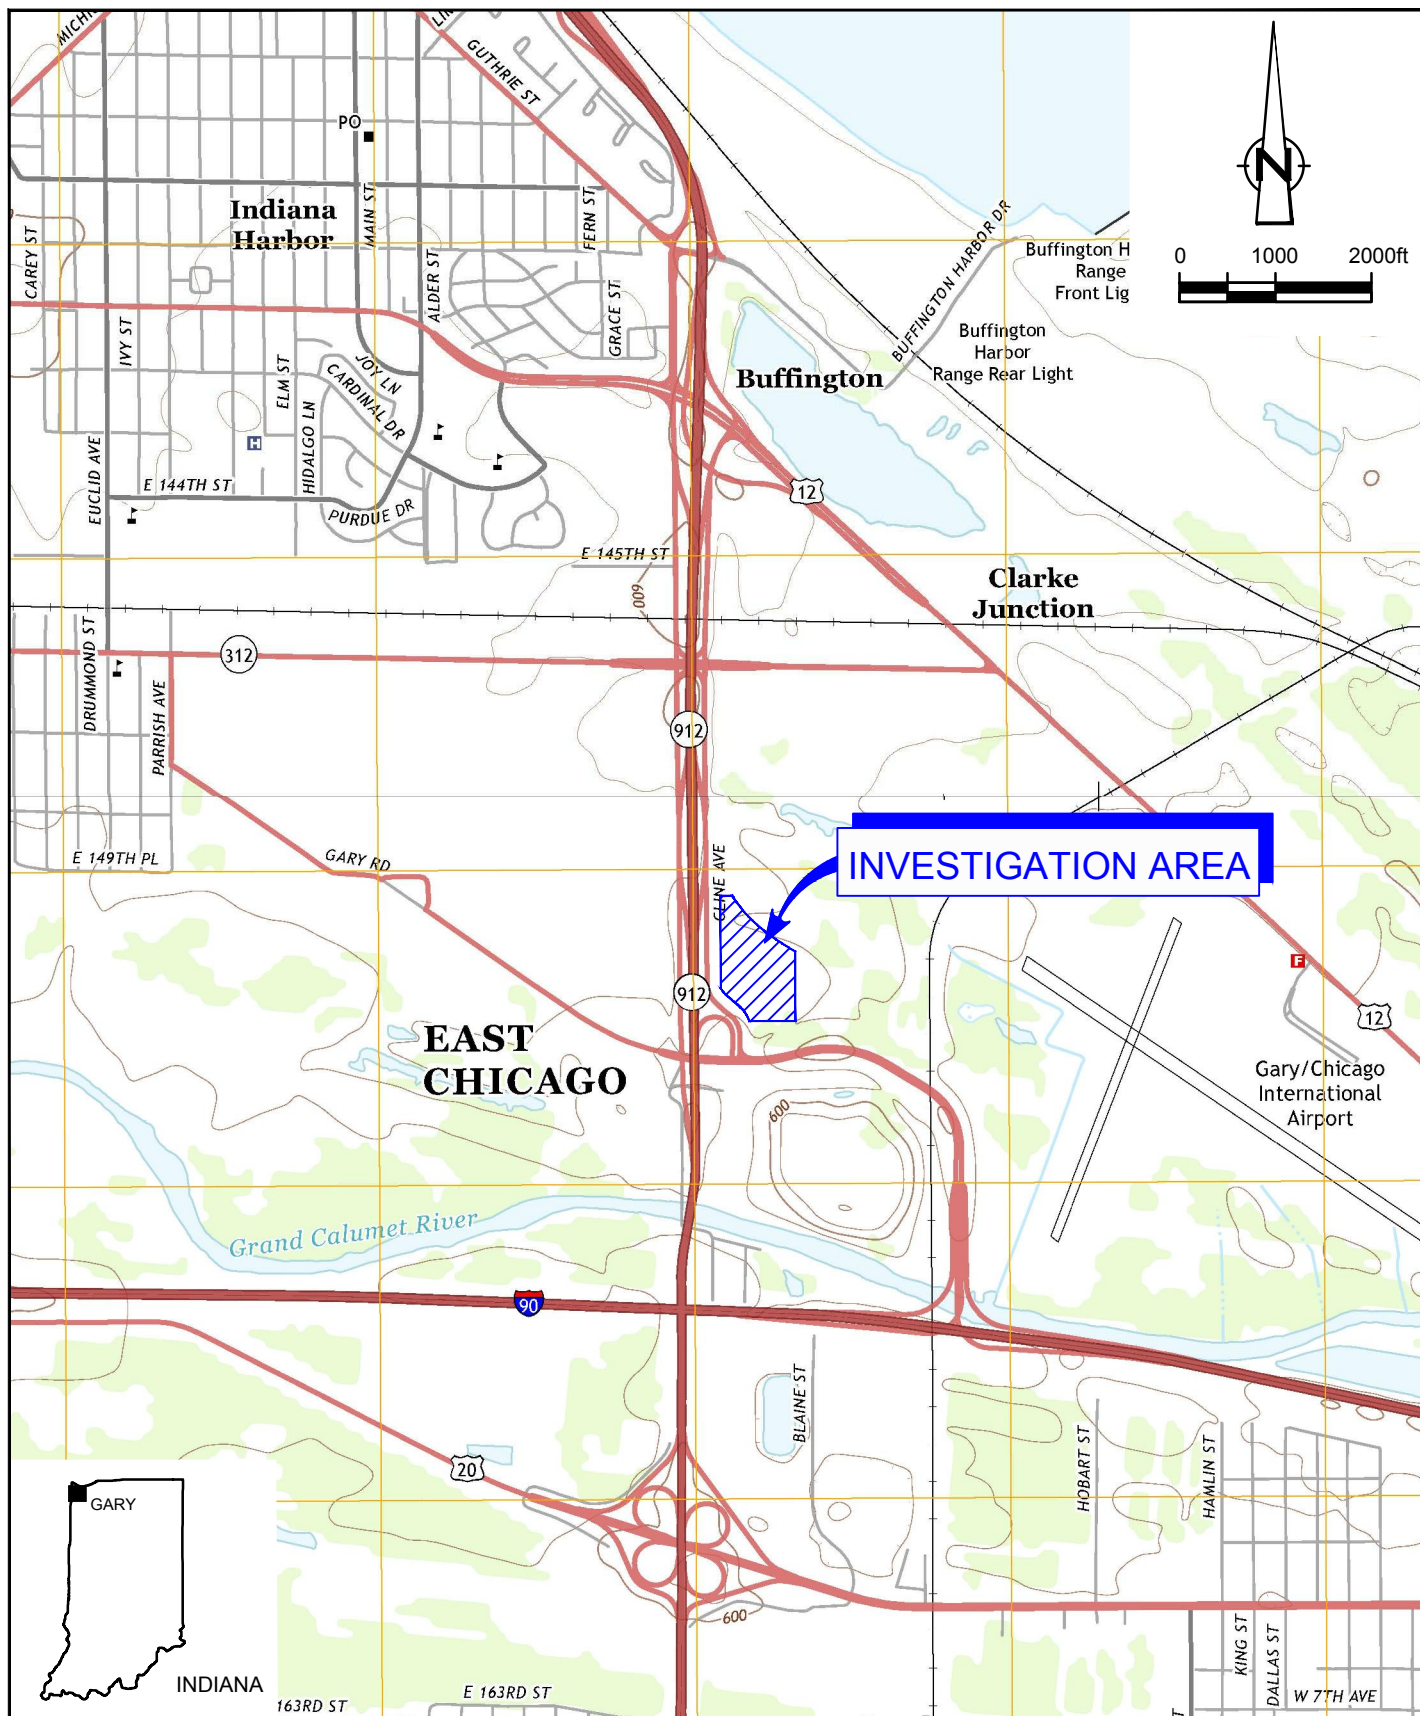 MICHI
LIN
GUTHRIE ST
PO
MAIN ST
FERN ST
Indiana
Harbor
CAREY ST
ALDER ST
GRACE ST
BUFFINGTON HARBOR DR
Buffington H
Range
Front Lig
N
0 1000 2000ft
Buffington
Harbor
Range Rear Light
IVY ST
ELM ST
JOY LN
CARDINAL DR
HIDALGO LN
Buffington
H
EUCLID AVE
E 144TH ST
PURDUE DR
12
E 145TH ST
600
Clarke
Junction
DRUMMOND ST
312
PARRISH AVE
912
E 149TH PL
GARY RD
CLINE AVE
INVESTIGATION AREA
F
912
12
EAST
CHICAGO
Gary/Chicago
International
Airport
600
Grand Calumet River
90
BLAINE ST
HOBART ST
HAMLIN ST
20
GARY
INDIANA
600
KING ST
DALLAS ST
163RD ST
E 163RD ST
W 7TH AVE
ST